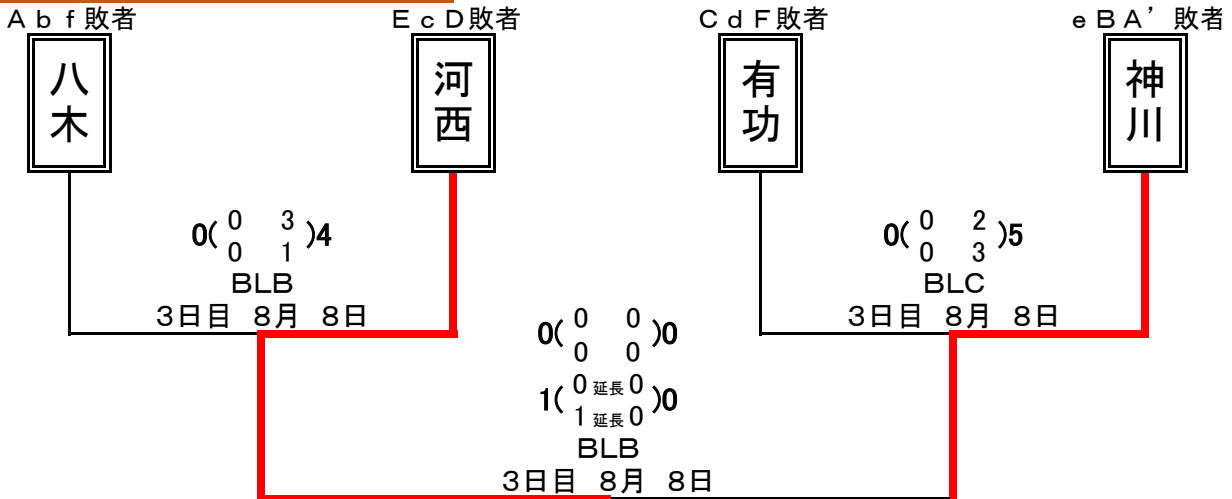 Ａｂｆ敗者　ＥｃＤ敗者　ＣｄＦ敗者　ｅＢＡ’敗者
八木　河西　有功　神川
0( 0 3 )4　0( 0 2 )5
0 1　0 3
BLB　BLC
3日目 8月 8日　3日目 8月 8日
0( 0 0 )0
0 0
1( 0 延長 0 )0
1 延長 0
BLB
3日目 8月 8日